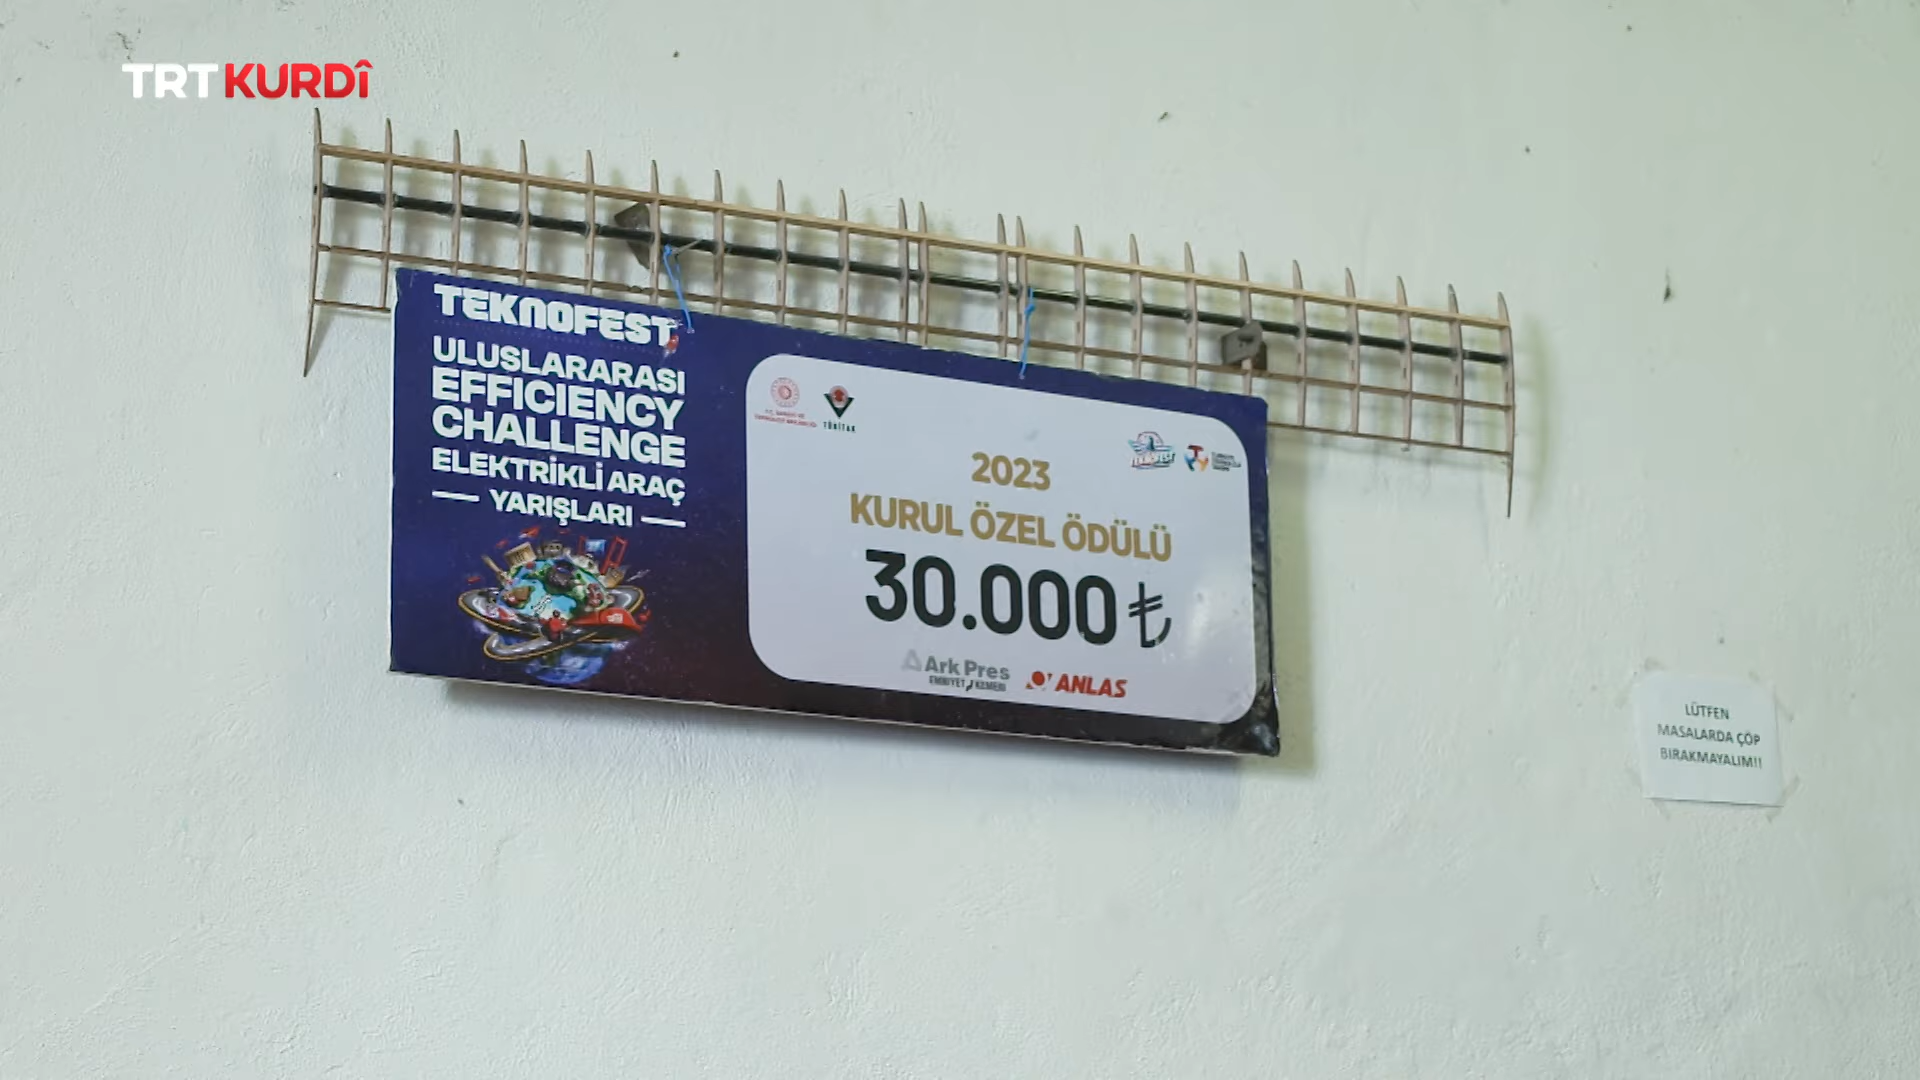 TRT KURDÎ
TEKNOFEST
ULUSLARARASI
EFFICIENCY
CHALLENGE
ELEKTRİKLİ ARAÇ
YARIŞLARI
TÜBİTAK
TEKNOFEST
2023
KURUL ÖZEL ÖDÜLÜ
30.000 ₺
Ark Pres
EMNİYET KEMERİ
ANLAS
LÜTFEN
MASALARDA ÇÖP
BIRAKMAYALIM!!